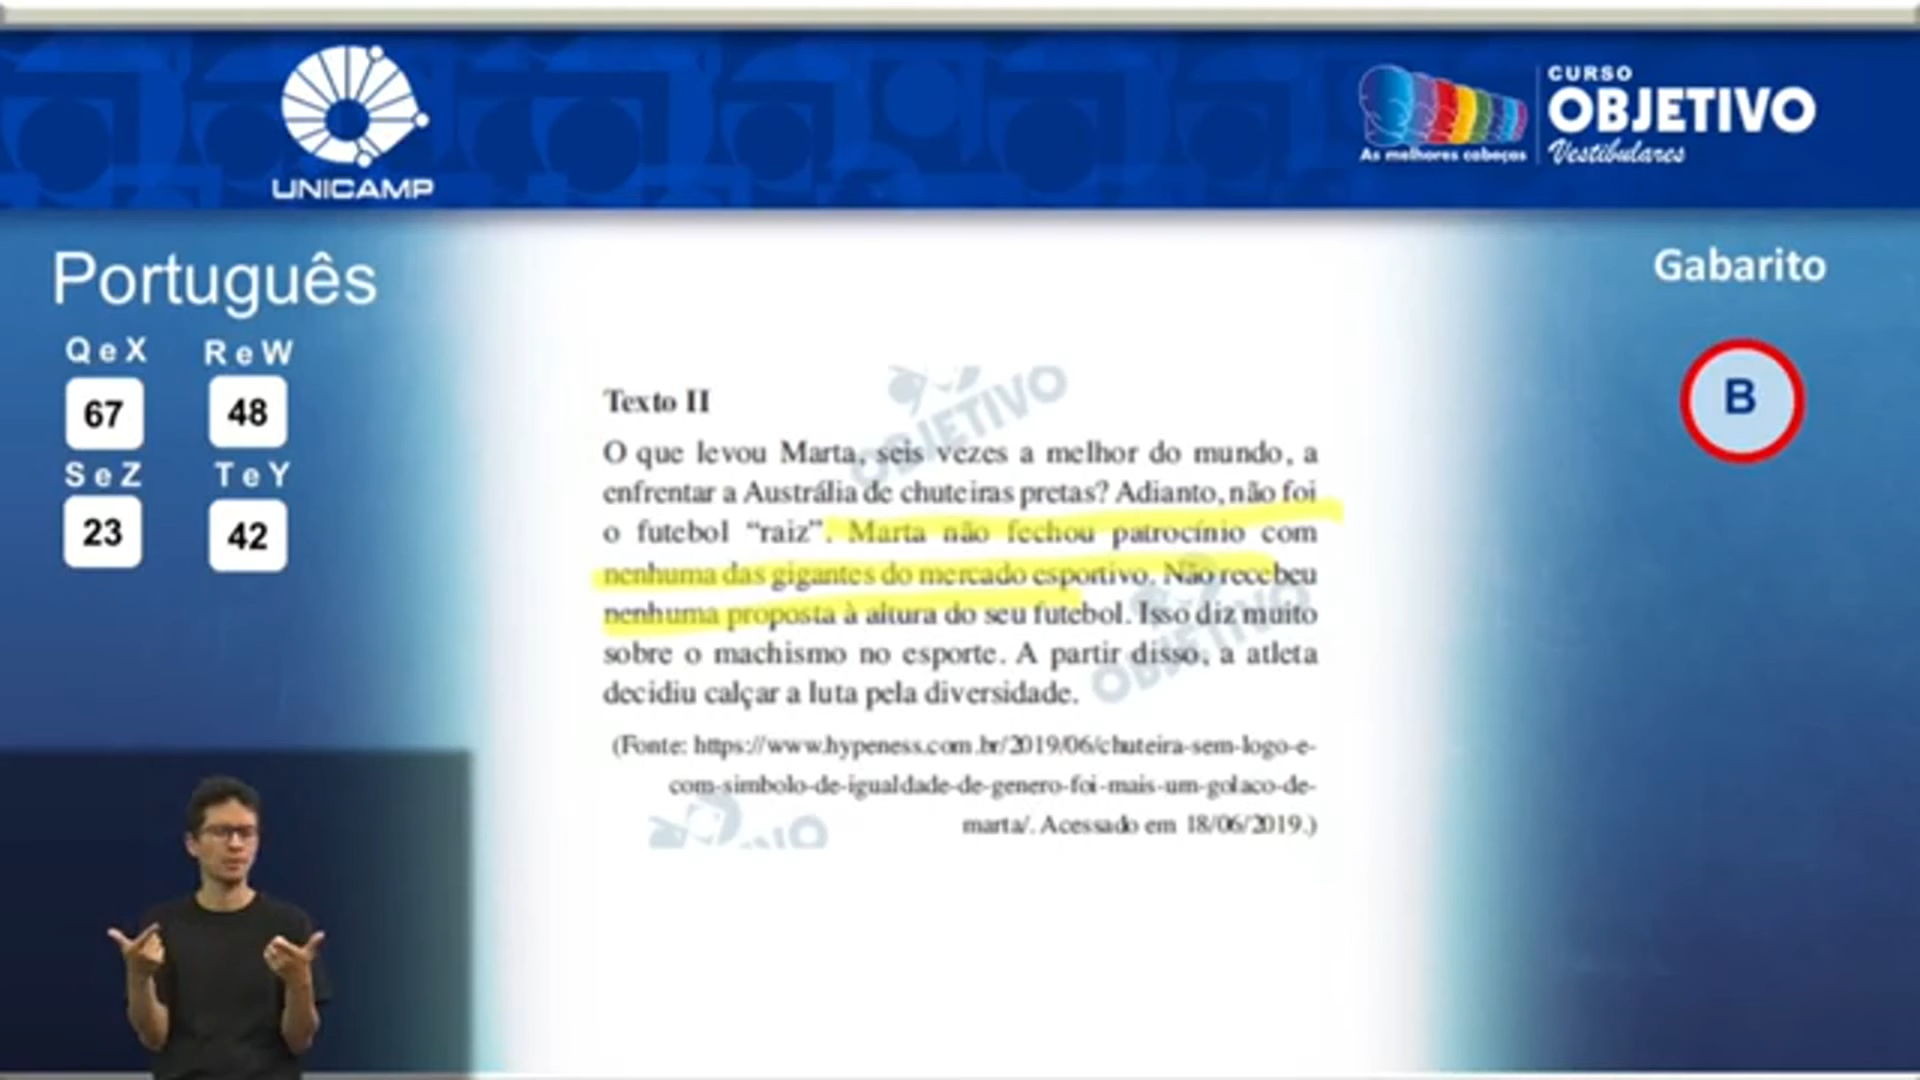 UNICAMP
As melhores cabeças
CURSO
OBJETIVO
Vestibulares
Português
Q e X
R e W
67
48
S e Z
T e Y
23
42
Gabarito
B
Texto II
O que levou Marta, seis vezes a melhor do mundo, a
enfrentar a Austrália de chuteiras pretas? Adianto, não foi
o futebol “raiz”. Marta não fechou patrocínio com
nenhuma das gigantes do mercado esportivo. Não recebeu
nenhuma proposta à altura do seu futebol. Isso diz muito
sobre o machismo no esporte. A partir disso, a atleta
decidiu calçar a luta pela diversidade.
(Fonte: https://www.hypeness.com.br/2019/06/chuteira-sem-logo-e-
com-simbolo-de-igualdade-de-genero-foi-mais-um-golaco-de-
marta/. Acessado em 18/06/2019.)
OBJETIVO
OBJETIVO
IVO